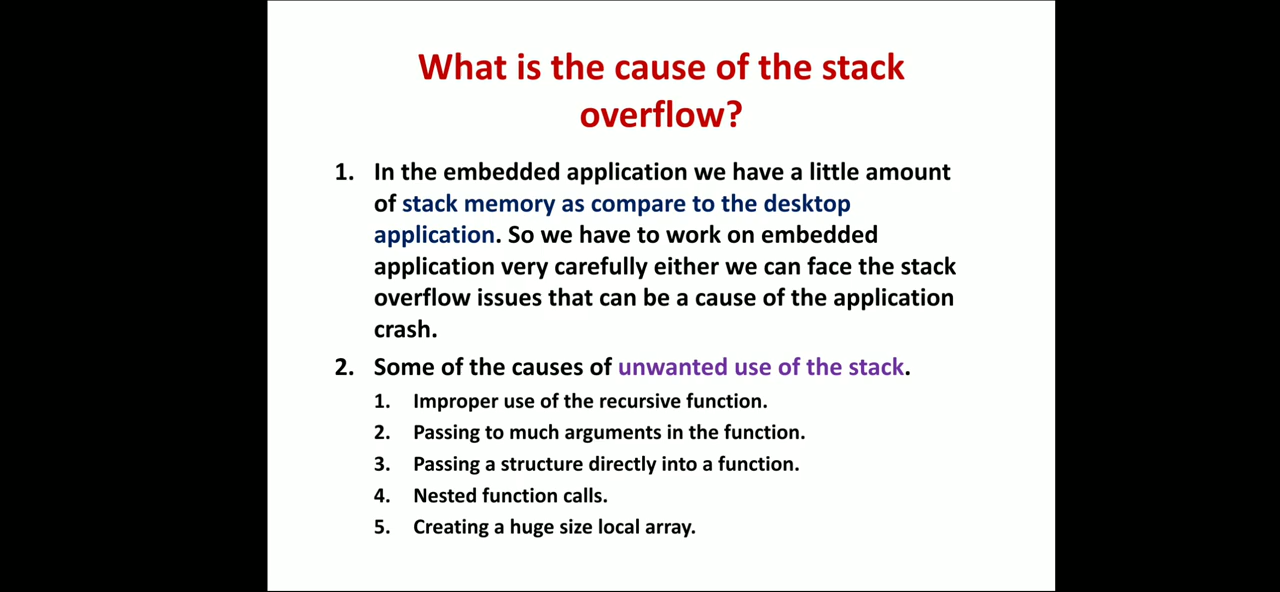 What is the cause of the stack
overflow?
1. In the embedded application we have a little amount
of stack memory as compare to the desktop
application. So we have to work on embedded
application very carefully either we can face the stack
overflow issues that can be a cause of the application
crash.
2. Some of the causes of unwanted use of the stack.
1. Improper use of the recursive function.
2. Passing to much arguments in the function.
3. Passing a structure directly into a function.
4. Nested function calls.
5. Creating a huge size local array.